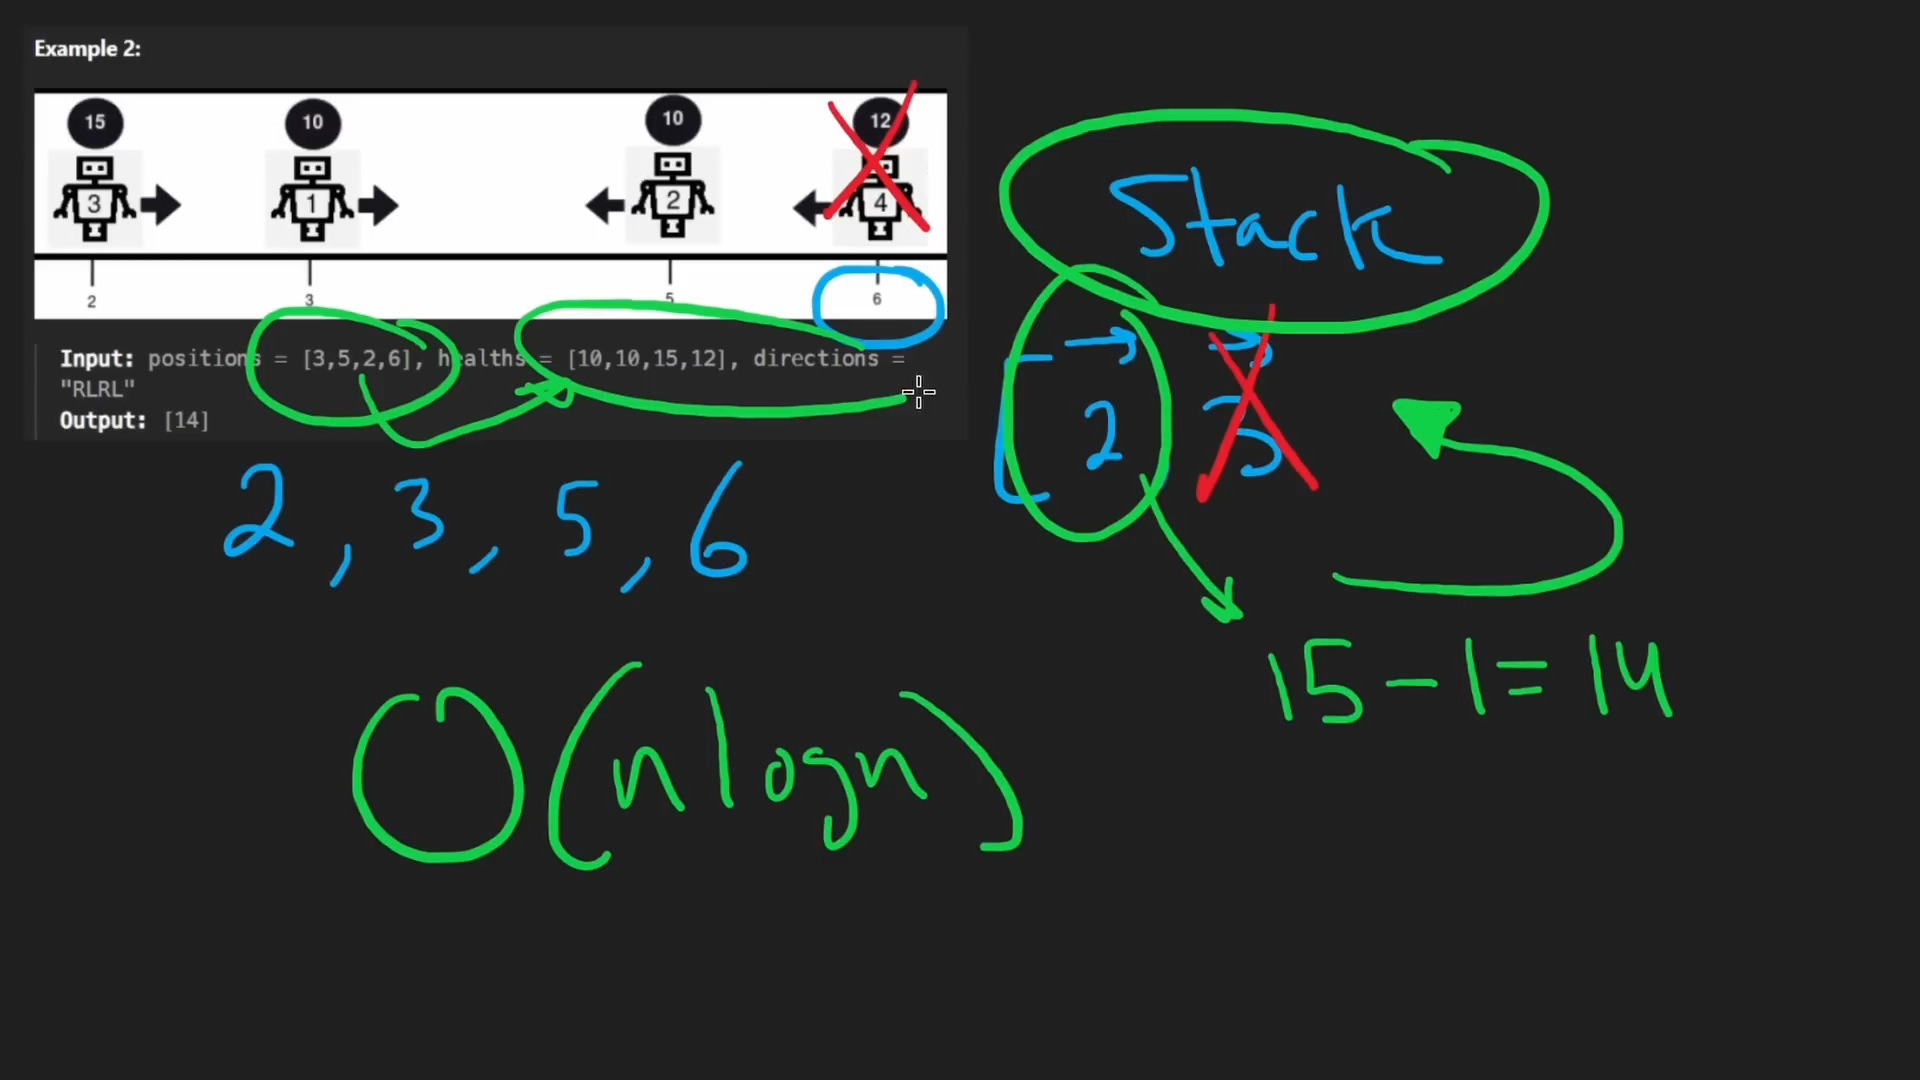 Example 2:
15 10 10 12
3 1 2 4
2 3 5 6
Input: positions = [3,5,2,6], healths = [10,10,15,12], directions =
"RLRL"
Output: [14]
Stack
[ 2 3
2, 3, 5, 6
15 - 1 = 14
O(nlogn)